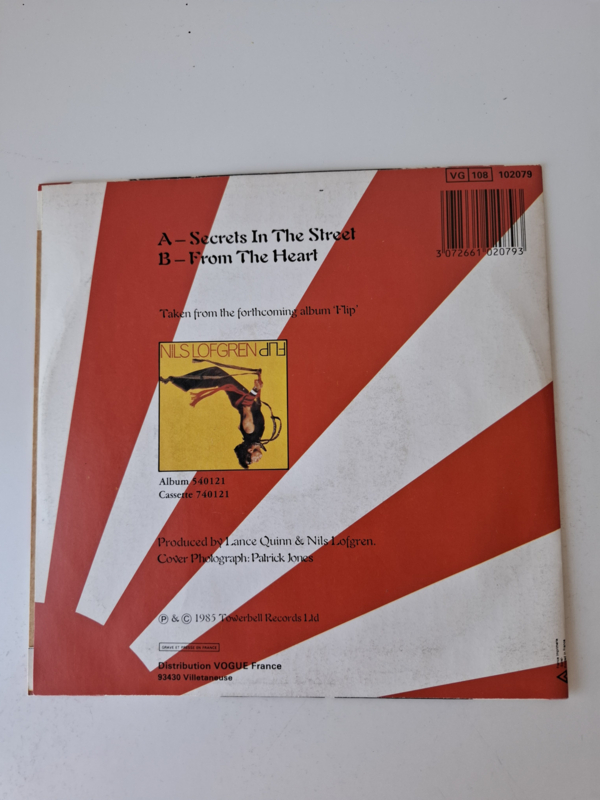 VG 108 102079
3 072661 020793
A – Secrets In The Street
B – From The Heart
Taken from the forthcoming album 'Flip'
NILS LOFGREN FLIP
Album 540121
Cassette 740121
Produced by Lance Quinn & Nils Lofgren.
Cover Photograph: Patrick Jones
Ⓟ & © 1985 Towerbell Records Ltd
Distribution VOGUE France
93430 Villetaneuse